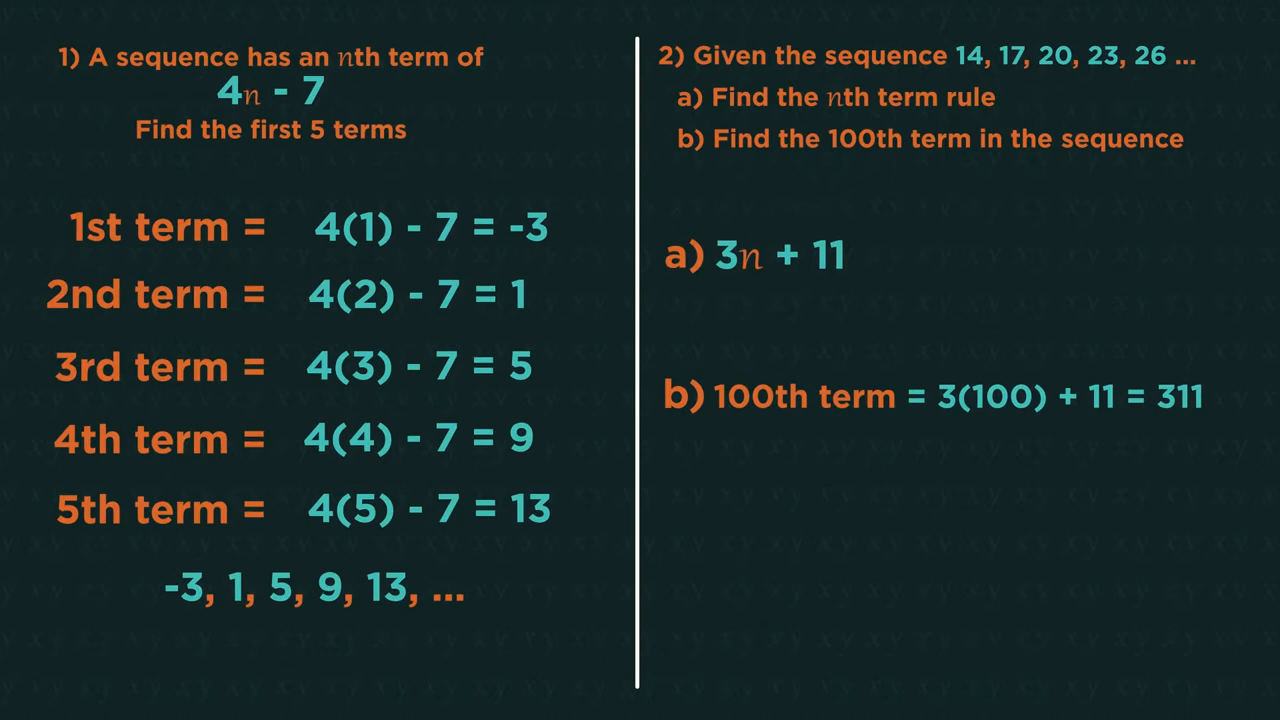 1) A sequence has an nth term of
4n - 7
Find the first 5 terms
1st term = 4(1) - 7 = -3
2nd term = 4(2) - 7 = 1
3rd term = 4(3) - 7 = 5
4th term = 4(4) - 7 = 9
5th term = 4(5) - 7 = 13
-3, 1, 5, 9, 13, ...
2) Given the sequence 14, 17, 20, 23, 26 ...
a) Find the nth term rule
b) Find the 100th term in the sequence
a) 3n + 11
b) 100th term = 3(100) + 11 = 311